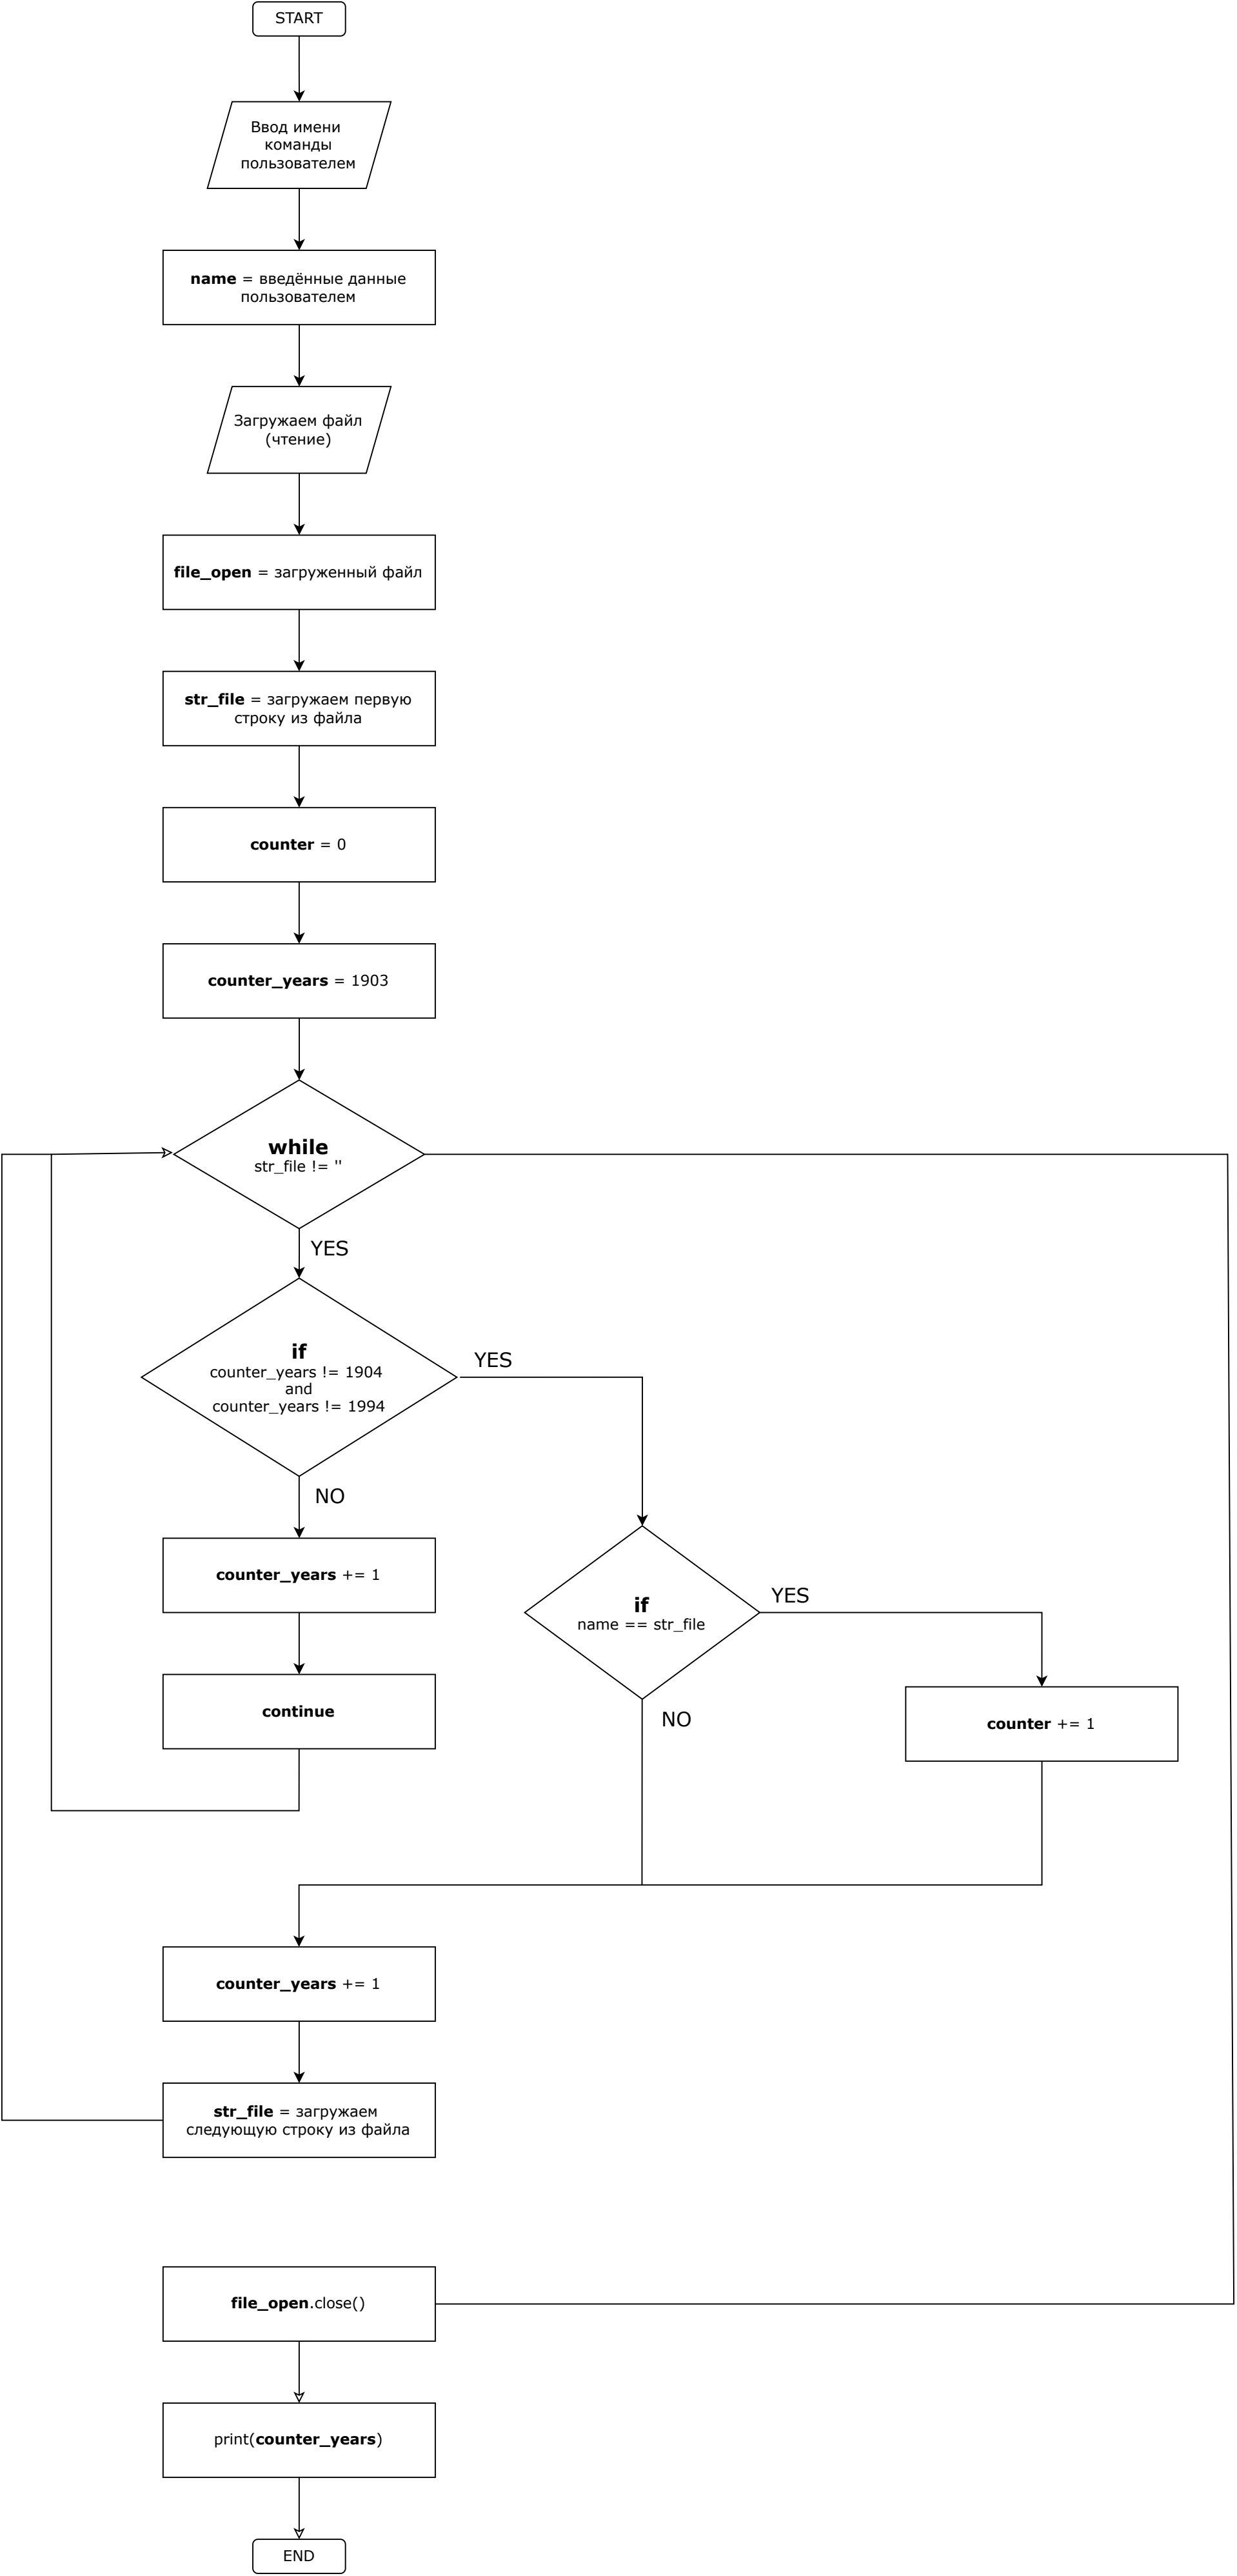 START
Ввод имени
команды
пользователем
name = введённые данные
пользователем
Загружаем файл
(чтение)
file_open = загруженный файл
str_file = загружаем первую
строку из файла
counter = 0
counter_years = 1903
while
str_file != ''
YES
if
counter_years != 1904
and
counter_years != 1994
YES
NO
counter_years += 1
if
name == str_file
YES
continue
NO
counter += 1
counter_years += 1
str_file = загружаем
следующую строку из файла
file_open.close()
print(counter_years)
END